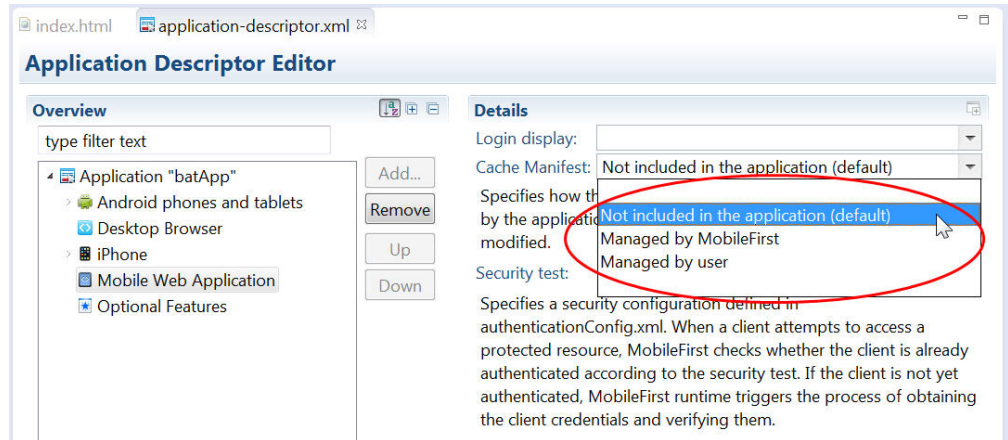 index.html
application-descriptor.xml
Application Descriptor Editor
Overview
type filter text
Application "batApp"
Android phones and tablets
Desktop Browser
iPhone
Mobile Web Application
Optional Features
Add...
Remove
Up
Down
Details
Login display:
Cache Manifest: Not included in the application (default)
Specifies how th
by the applicatio
modified.
Not included in the application (default)
Managed by MobileFirst
Managed by user
Security test:
Specifies a security configuration defined in
authenticationConfig.xml. When a client attempts to access a
protected resource, MobileFirst checks whether the client is already
authenticated according to the security test. If the client is not yet
authenticated, MobileFirst runtime triggers the process of obtaining
the client credentials and verifying them.